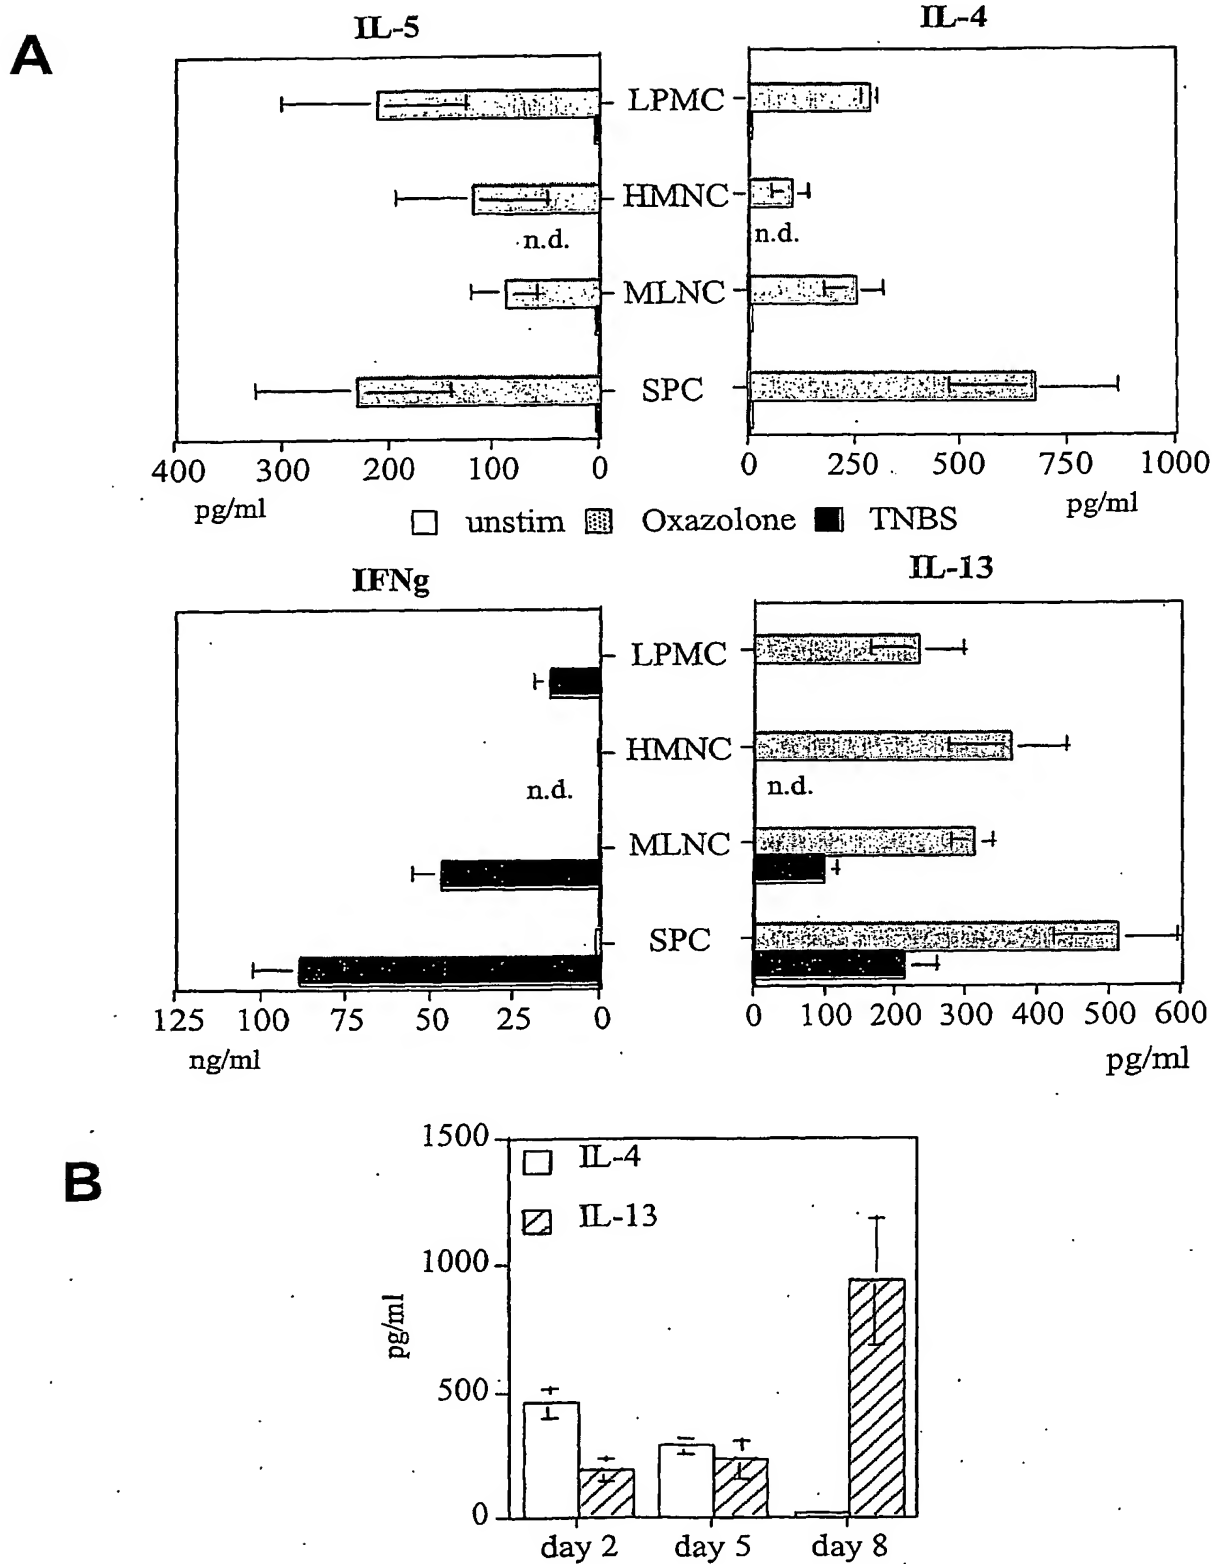 A
IL-5
IL-4
LPMC
HMNC
n.d.
n.d.
MLNC
SPC
400 300 200 100 0
0 250 500 750 1000
pg/ml
pg/ml
unstim Oxazolone TNBS
IFNg
IL-13
LPMC
HMNC
n.d.
n.d.
MLNC
SPC
125 100 75 50 25 0
0 100 200 300 400 500 600
ng/ml
pg/ml
B
1500
IL-4
IL-13
1000
pg/ml
500
0
day 2 day 5 day 8